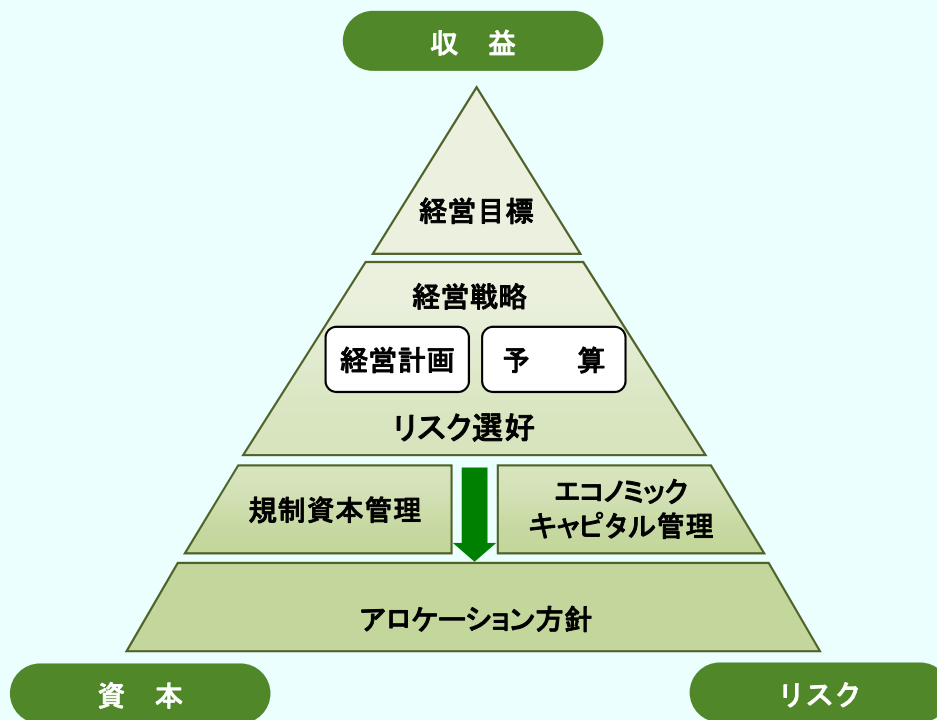 収　益
経営目標
経営戦略
経営計画
予　算
リスク選好
規制資本管理
エコノミック
キャピタル管理
アロケーション方針
資　本
リスク